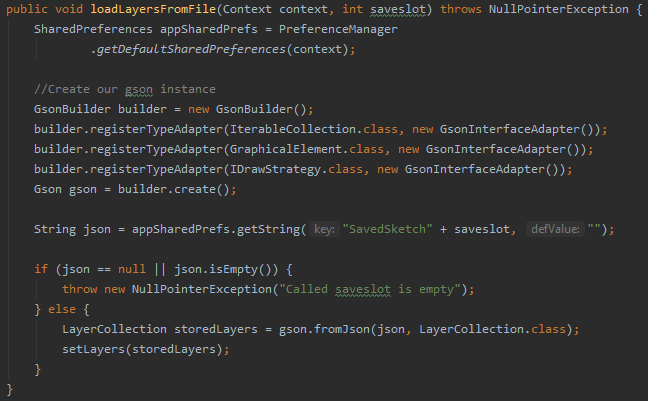 public void loadLayersFromFile(Context context, int saveslot) throws NullPointerException {
    SharedPreferences appSharedPrefs = PreferenceManager
            .getDefaultSharedPreferences(context);

    //Create our gson instance
    GsonBuilder builder = new GsonBuilder();
    builder.registerTypeAdapter(IterableCollection.class, new GsonInterfaceAdapter());
    builder.registerTypeAdapter(GraphicalElement.class, new GsonInterfaceAdapter());
    builder.registerTypeAdapter(IDrawStrategy.class, new GsonInterfaceAdapter());
    Gson gson = builder.create();

    String json = appSharedPrefs.getString( key: "SavedSketch" + saveslot, defValue: "");

    if (json == null || json.isEmpty()) {
        throw new NullPointerException("Called saveslot is empty");
    } else {
        LayerCollection storedLayers = gson.fromJson(json, LayerCollection.class);
        setLayers(storedLayers);
    }
}